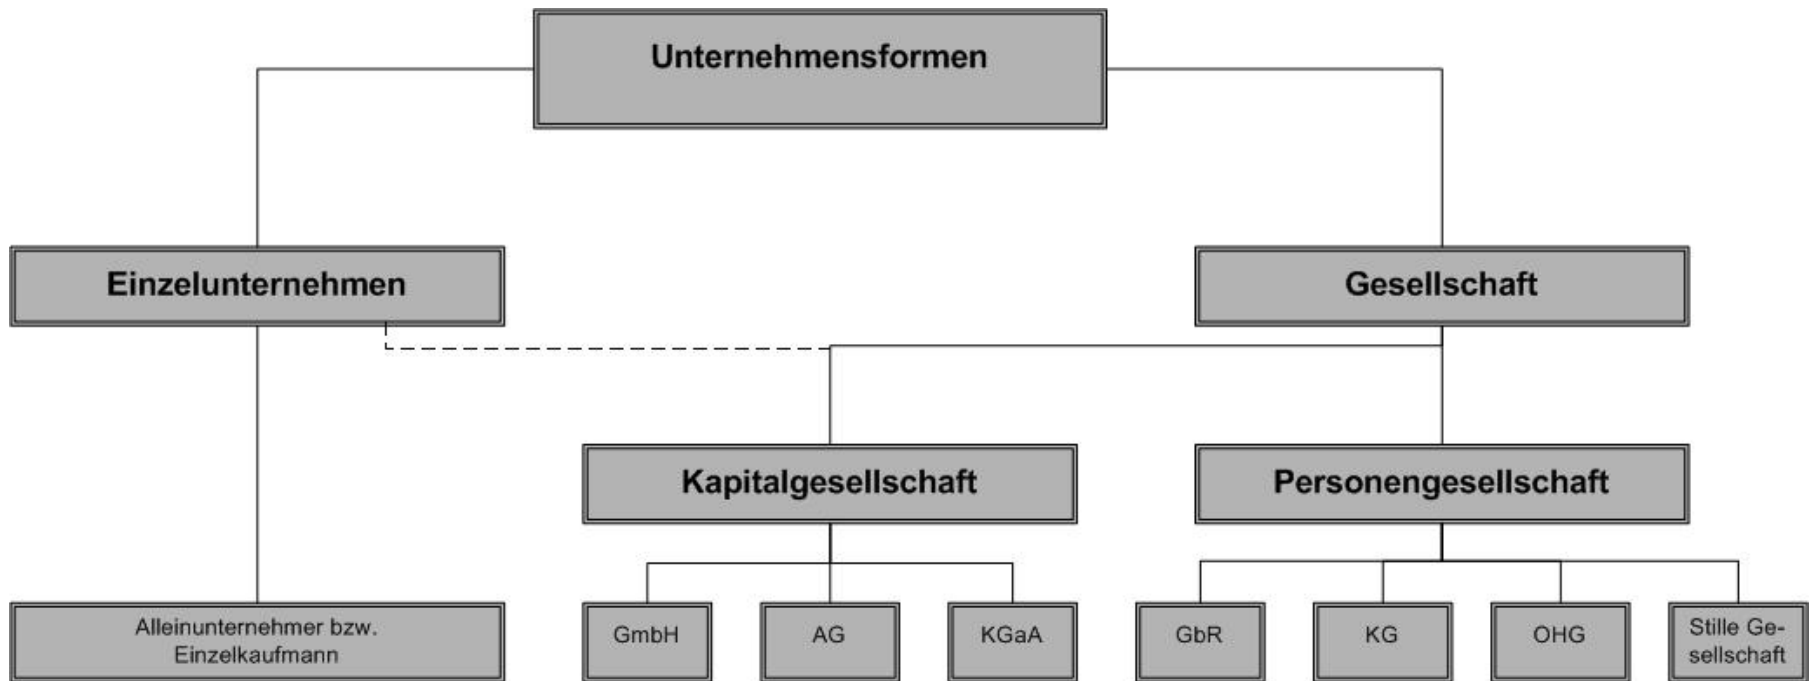 Unternehmensformen
Einzelunternehmen
Gesellschaft
Kapitalgesellschaft
Personengesellschaft
Alleinunternehmer bzw.
Einzelkaufmann
GmbH
AG
KGaA
GbR
KG
OHG
Stille Ge-
sellschaft